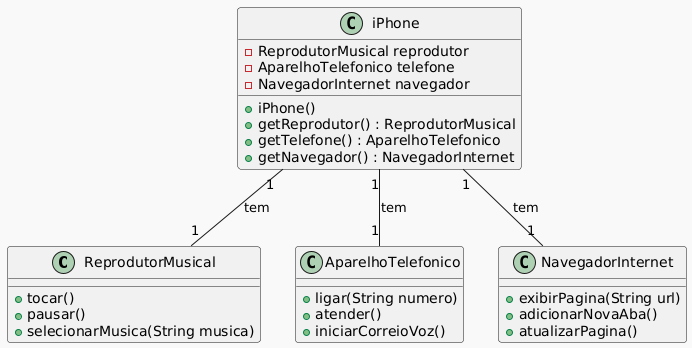 C iPhone
ReprodutorMusical reprodutor
AparelhoTelefonico telefone
NavegadorInternet navegador
iPhone()
getReprodutor() : ReprodutorMusical
getTelefone() : AparelhoTelefonico
getNavegador() : NavegadorInternet
1 1 1
tem tem tem
1 1 1
C ReprodutorMusical
tocar()
pausar()
selecionarMusica(String musica)
C AparelhoTelefonico
ligar(String numero)
atender()
iniciarCorreioVoz()
C NavegadorInternet
exibirPagina(String url)
adicionarNovaAba()
atualizarPagina()